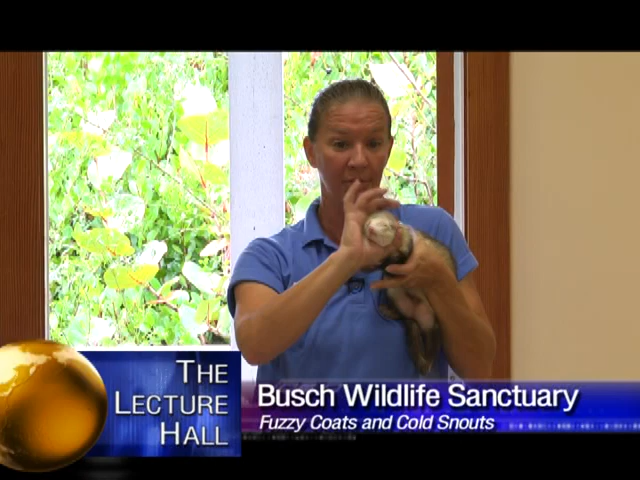 THE
LECTURE
HALL
Busch Wildlife Sanctuary
Fuzzy Coats and Cold Snouts